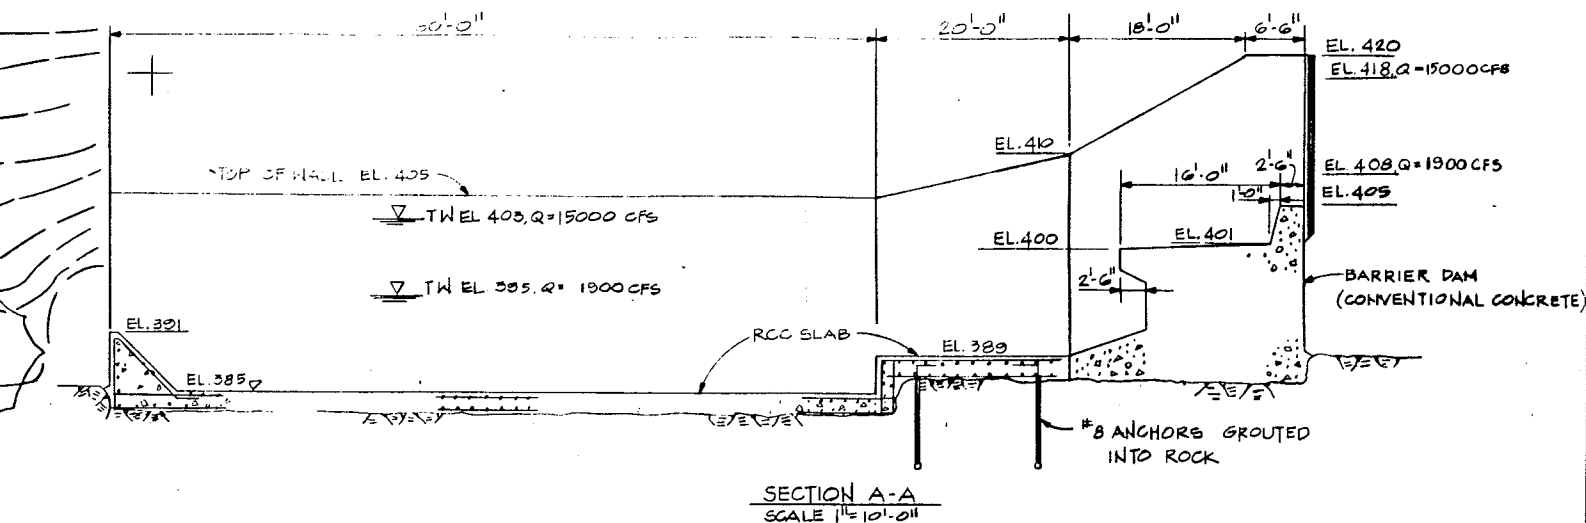 20'-0"
18'-0"
6'-6"
EL. 420
EL. 418, Q=15000 CFS
EL. 410
2'-6"
EL. 408, Q=1900 CFS
16'-0"
1'-0"
EL. 405
TOP OF WALL EL. 405
TW EL 403, Q=15000 CFS
EL. 400
EL. 401
BARRIER DAM
(CONVENTIONAL CONCRETE)
2'-6"
TW EL. 395, Q= 1900 CFS
EL. 391
RCC SLAB
EL. 389
EL. 385
#8 ANCHORS GROUTED
INTO ROCK
SECTION A-A
SCALE 1"=10'-0"